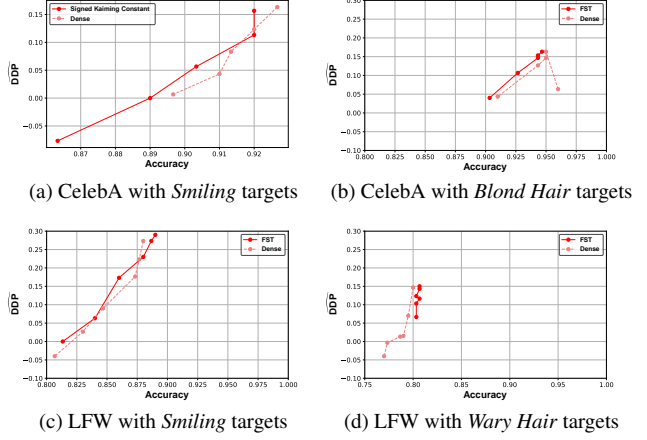 Signed Kaiming Constant
Dense
DDP
0.15
0.10
0.05
0.00
−0.05
0.87 0.88 0.89 0.90 0.91 0.92
Accuracy
(a) CelebA with Smiling targets
FST
Dense
DDP
0.30
0.25
0.20
0.15
0.10
0.05
0.00
−0.05
−0.10
0.800 0.825 0.850 0.875 0.900 0.925 0.950 0.975 1.000
Accuracy
(b) CelebA with Blond Hair targets
FST
Dense
DDP
0.30
0.25
0.20
0.15
0.10
0.05
0.00
−0.05
−0.10
0.800 0.825 0.850 0.875 0.900 0.925 0.950 0.975 1.000
Accuracy
(c) LFW with Smiling targets
FST
Dense
DDP
0.30
0.25
0.20
0.15
0.10
0.05
0.00
−0.05
−0.10
0.75 0.80 0.85 0.90 0.95 1.00
Accuracy
(d) LFW with Wary Hair targets